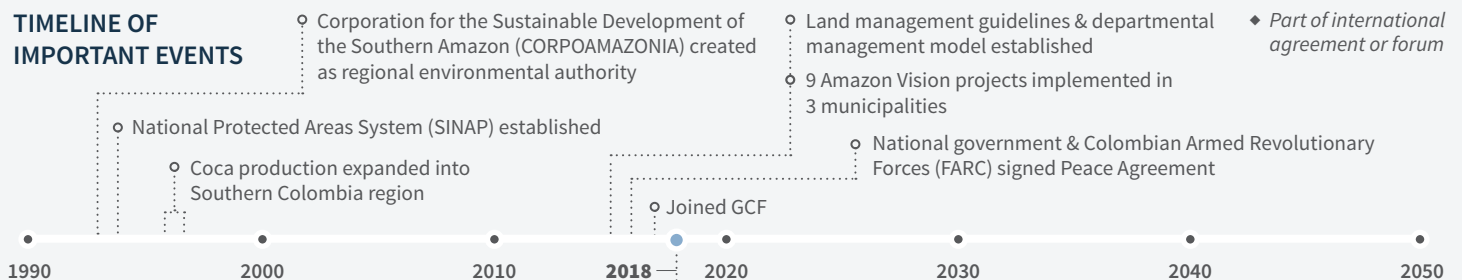 TIMELINE OF
IMPORTANT EVENTS
Corporation for the Sustainable Development of
the Southern Amazon (CORPOAMAZONIA) created
as regional environmental authority
Land management guidelines & departmental
management model established
Part of international
agreement or forum
9 Amazon Vision projects implemented in
3 municipalities
National Protected Areas System (SINAP) established
National government & Colombian Armed Revolutionary
Forces (FARC) signed Peace Agreement
Coca production expanded into
Southern Colombia region
Joined GCF
1990 2000 2010 2018 2020 2030 2040 2050